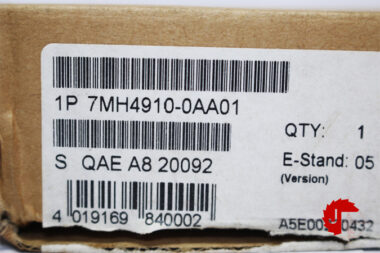 1P 7MH4910-0AA01
QTY: 1
S QAE A8 20092
E-Stand: 05
(Version)
4 019169 840002